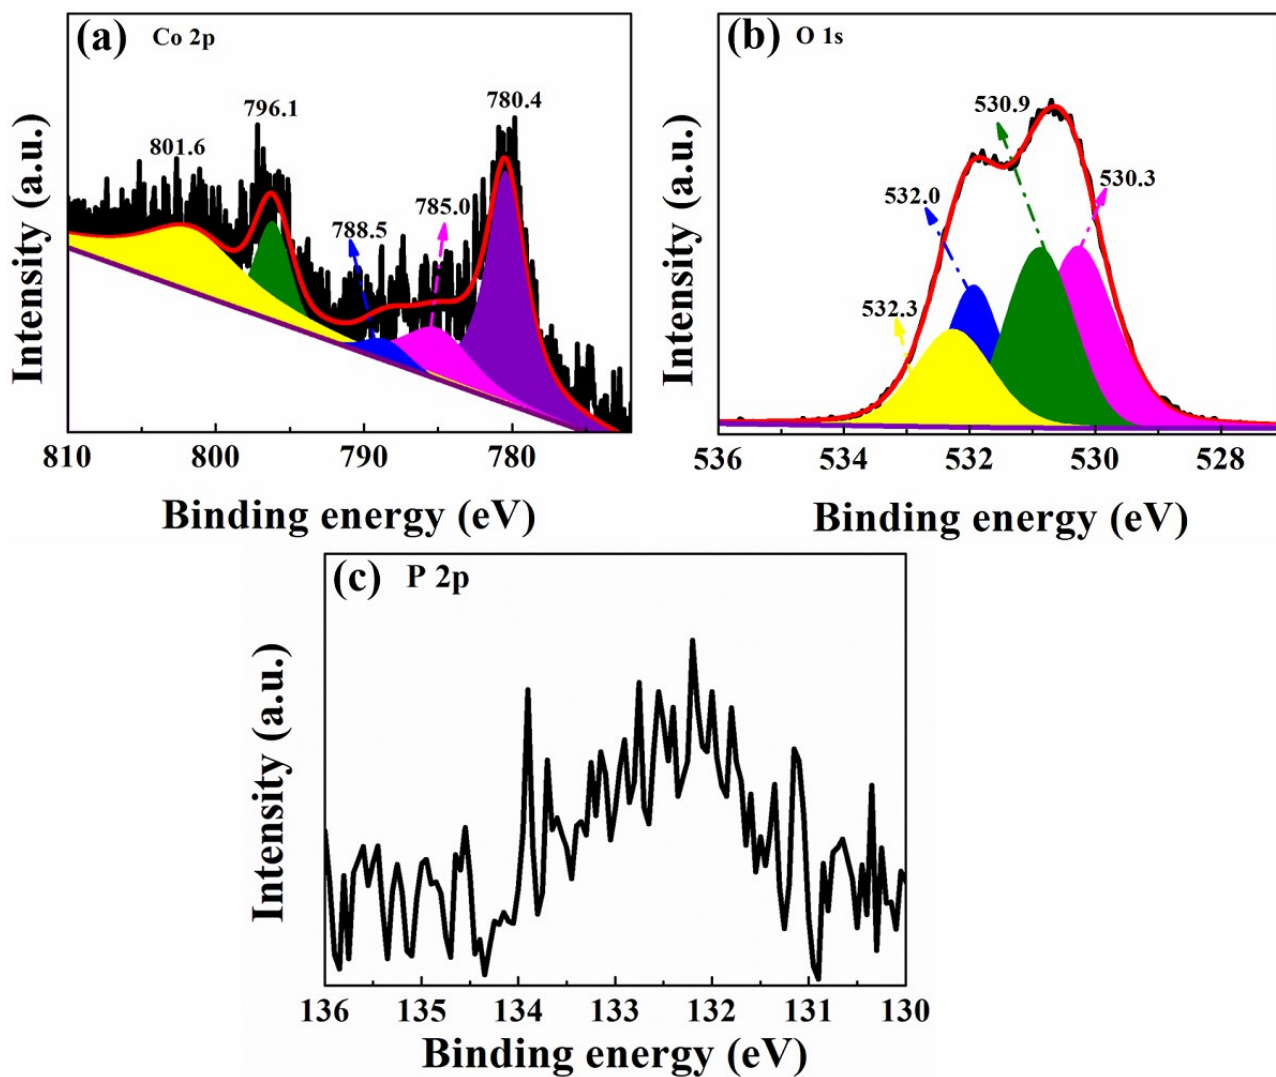 (a) Co 2p
801.6
796.1
788.5
785.0
780.4
Intensity (a.u.)
810 800 790 780
Binding energy (eV)
(b) O 1s
530.9
532.0
530.3
532.3
Intensity (a.u.)
536 534 532 530 528
Binding energy (eV)
(c) P 2p
Intensity (a.u.)
136 135 134 133 132 131 130
Binding energy (eV)